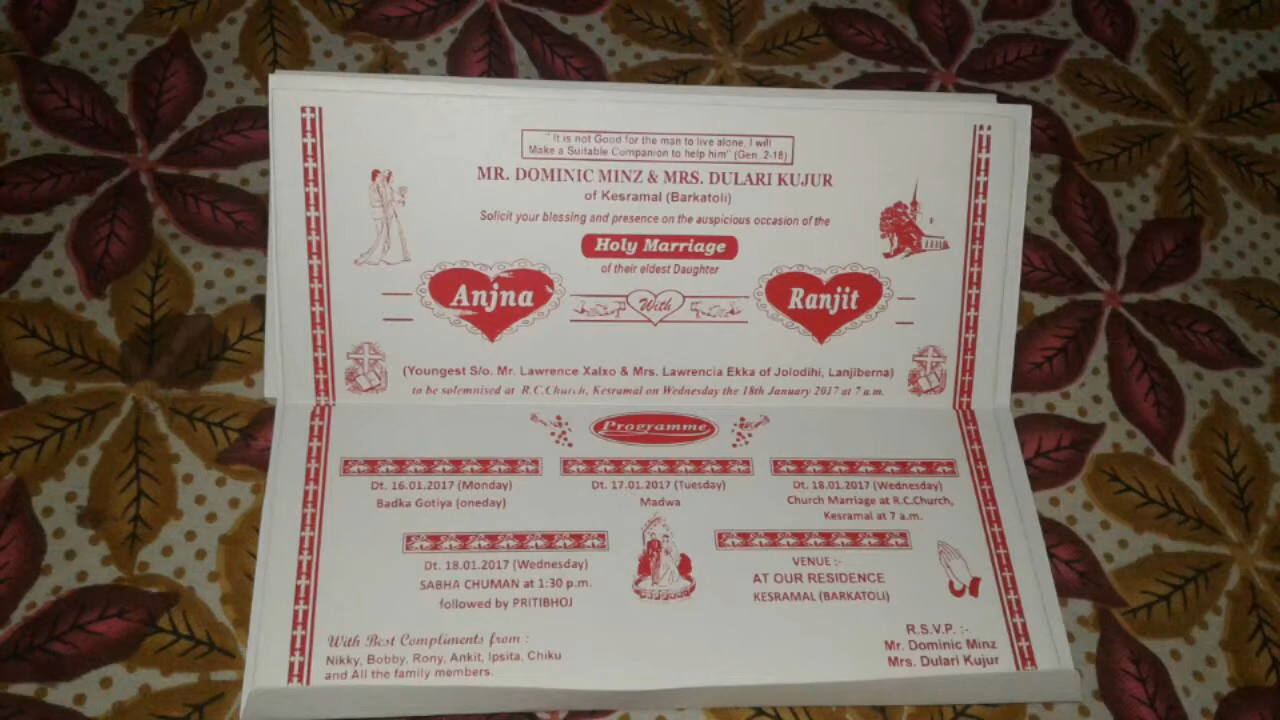 "It is not Good for the man to live alone, I will
Make a Suitable Companion to help him" (Gen. 2-18)
MR. DOMINIC MINZ & MRS. DULARI KUJUR
of Kesramal (Barkatoli)
Solicit your blessing and presence on the auspicious occasion of the
Holy Marriage
of their eldest Daughter
Anjna With Ranjit
(Youngest S/o. Mr. Lawrence Xalxo & Mrs. Lawrencia Ekka of Jolodihi, Lanjiberna)
to be solemnised at R.C.Church, Kesramal on Wednesday the 18th January 2017 at 7 a.m.
Programme
Dt. 16.01.2017 (Monday)
Badka Gotiya (oneday)
Dt. 17.01.2017 (Tuesday)
Madwa
Dt. 18.01.2017 (Wednesday)
Church Marriage at R.C.Church,
Kesramal at 7 a.m.
Dt. 18.01.2017 (Wednesday)
SABHA CHUMAN at 1:30 p.m.
followed by PRITIBHOJ
VENUE :-
AT OUR RESIDENCE
KESRAMAL (BARKATOLI)
With Best Compliments from :
Nikky, Bobby, Rony, Ankit, Ipsita, Chiku
and All the family members.
R.S.V.P. :-
Mr. Dominic Minz
Mrs. Dulari Kujur